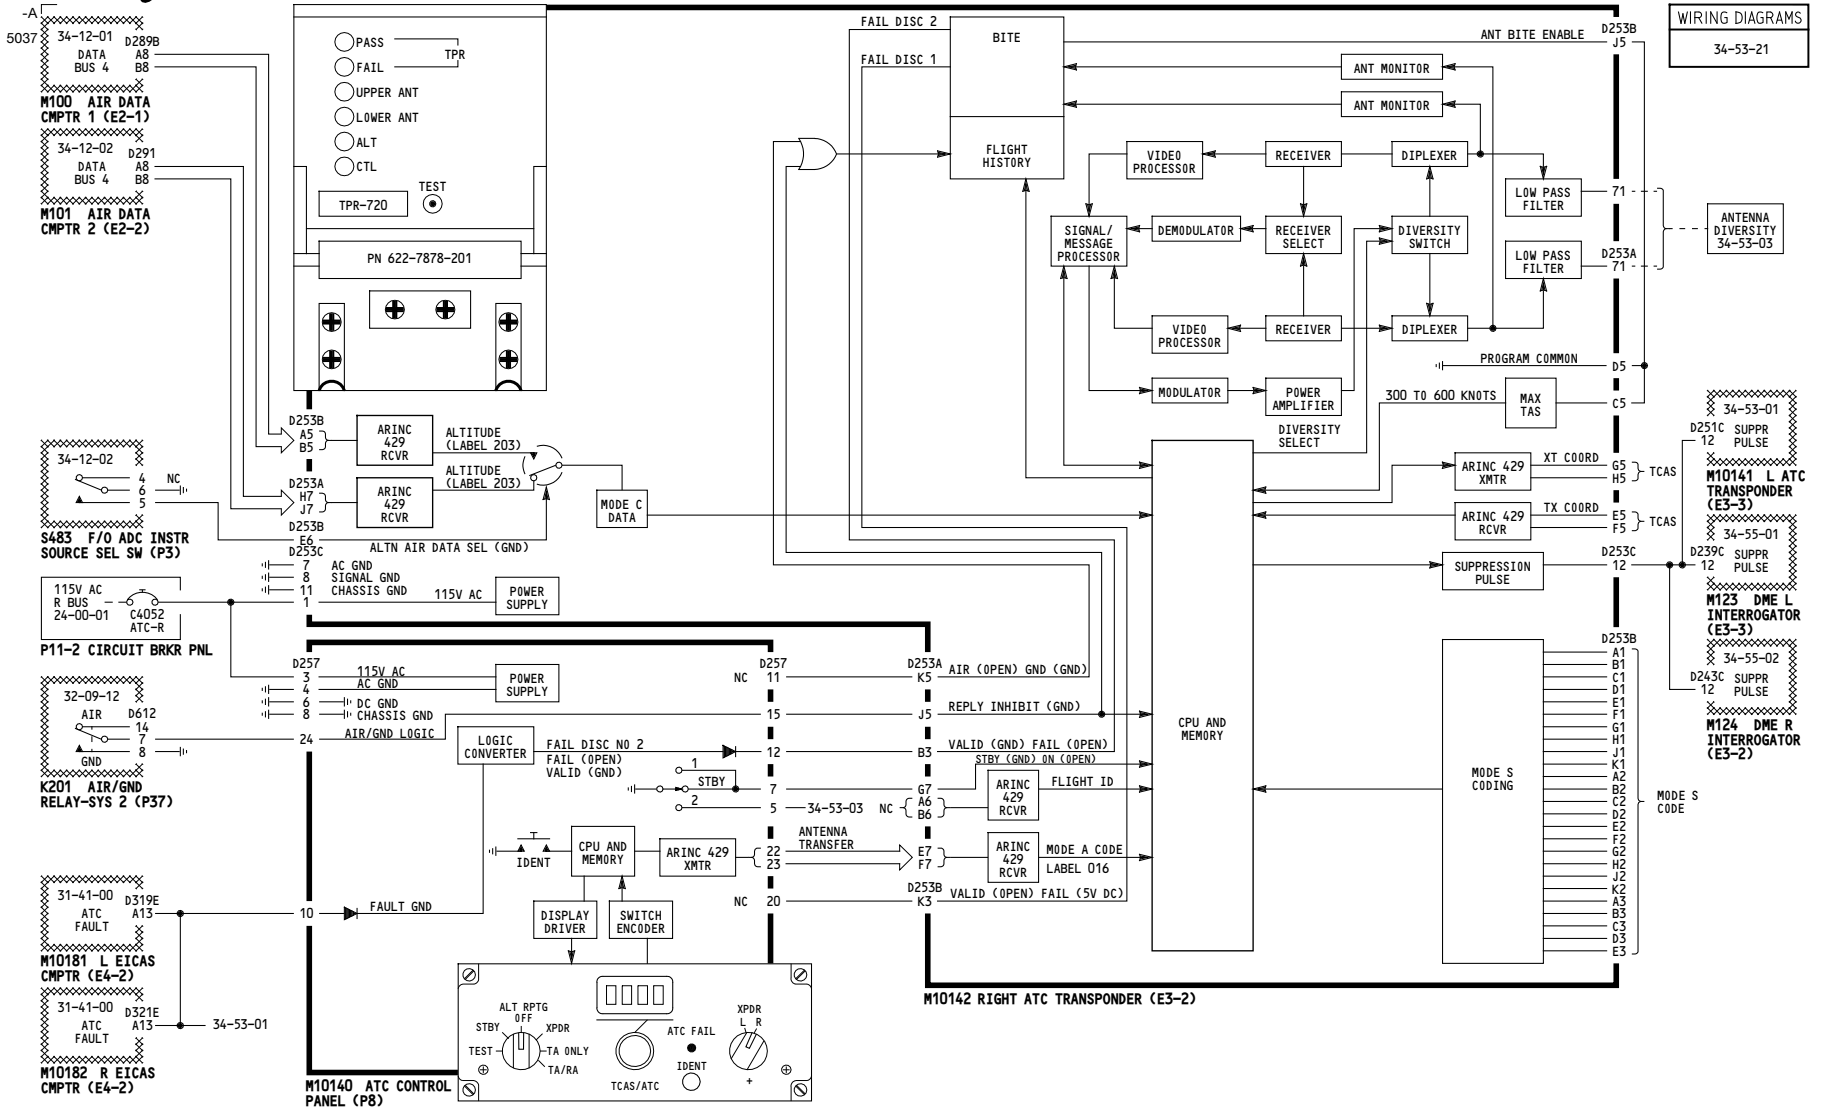 -A
5037
34-12-01
DATA
BUS 4
D289B
A8
B8
M100 AIR DATA
CMPTR 1 (E2-1)
34-12-02
DATA
BUS 4
D291
A8
B8
M101 AIR DATA
CMPTR 2 (E2-2)
PASS
FAIL
TPR
UPPER ANT
LOWER ANT
ALT
CTL
TEST
TPR-720
PN 622-7878-201
FAIL DISC 2
FAIL DISC 1
BITE
FLIGHT
HISTORY
ANT BITE ENABLE
D253B
J5
WIRING DIAGRAMS
34-53-21
ANT MONITOR
ANT MONITOR
VIDEO
PROCESSOR
RECEIVER
DIPLEXER
LOW PASS
FILTER
71
SIGNAL/
MESSAGE
PROCESSOR
DEMODULATOR
RECEIVER
SELECT
DIVERSITY
SWITCH
ANTENNA
DIVERSITY
34-53-03
LOW PASS
FILTER
D253A
71
VIDEO
PROCESSOR
RECEIVER
DIPLEXER
PROGRAM COMMON
D5
MODULATOR
POWER
AMPLIFIER
300 TO 600 KNOTS
MAX
TAS
C5
DIVERSITY
SELECT
34-53-01
SUPPR
PULSE
D251C
12
M10141 L ATC
TRANSPONDER
(E3-3)
D253B
A5
B5
ARINC
429
RCVR
ALTITUDE
(LABEL 203)
ALTITUDE
(LABEL 203)
D253A
H7
J7
ARINC
429
RCVR
MODE C
DATA
34-12-02
4
6
5
NC
S483 F/O ADC INSTR
SOURCE SEL SW (P3)
D253B
E6
ALTN AIR DATA SEL (GND)
D253C
7 AC GND
8 SIGNAL GND
11 CHASSIS GND
1
115V AC
POWER
SUPPLY
115V AC
R BUS
24-00-01
C4052
ATC-R
P11-2 CIRCUIT BRKR PNL
ARINC 429
XMTR
XT COORD
G5
H5
TCAS
ARINC 429
RCVR
TX COORD
E5
F5
TCAS
SUPPRESSION
PULSE
D253C
12
34-55-01
SUPPR
PULSE
D239C
12
M123 DME L
INTERROGATOR
(E3-3)
34-55-02
SUPPR
PULSE
D243C
12
M124 DME R
INTERROGATOR
(E3-2)
D257
3
4
6
8
115V AC
AC GND
DC GND
CHASSIS GND
POWER
SUPPLY
D257
NC 11
D253A
K5
AIR (OPEN) GND (GND)
15
J5
REPLY INHIBIT (GND)
32-09-12
AIR
GND
D612
14
7
8
K201 AIR/GND
RELAY-SYS 2 (P37)
24
AIR/GND LOGIC
LOGIC
CONVERTER
FAIL DISC NO 2
FAIL (OPEN)
VALID (GND)
12
B3
VALID (GND) FAIL (OPEN)
STBY (GND) ON (OPEN)
1
STBY
2
7
5
34-53-03
G7
NC
A6
B6
ARINC
429
RCVR
FLIGHT ID
CPU AND
MEMORY
IDENT
CPU AND
MEMORY
ARINC 429
XMTR
22
23
ANTENNA
TRANSFER
E7
F7
ARINC
429
RCVR
MODE A CODE
LABEL 016
D253B
NC 20
K3
VALID (OPEN) FAIL (5V DC)
31-41-00
ATC
FAULT
D319E
A13
M10181 L EICAS
CMPTR (E4-2)
31-41-00
ATC
FAULT
D321E
A13
34-53-01
M10182 R EICAS
CMPTR (E4-2)
10
FAULT GND
DISPLAY
DRIVER
SWITCH
ENCODER
MODE S
CODING
D253B
A1
B1
C1
D1
E1
F1
G1
H1
J1
K1
A2
B2
C2
D2
E2
F2
G2
H2
J2
K2
A3
B3
C3
D3
E3
MODE S
CODE
M10142 RIGHT ATC TRANSPONDER (E3-2)
ALT RPTG
OFF
STBY
XPDR
TEST
TA ONLY
TA/RA
TCAS/ATC
ATC FAIL
IDENT
XPDR
L R
M10140 ATC CONTROL
PANEL (P8)